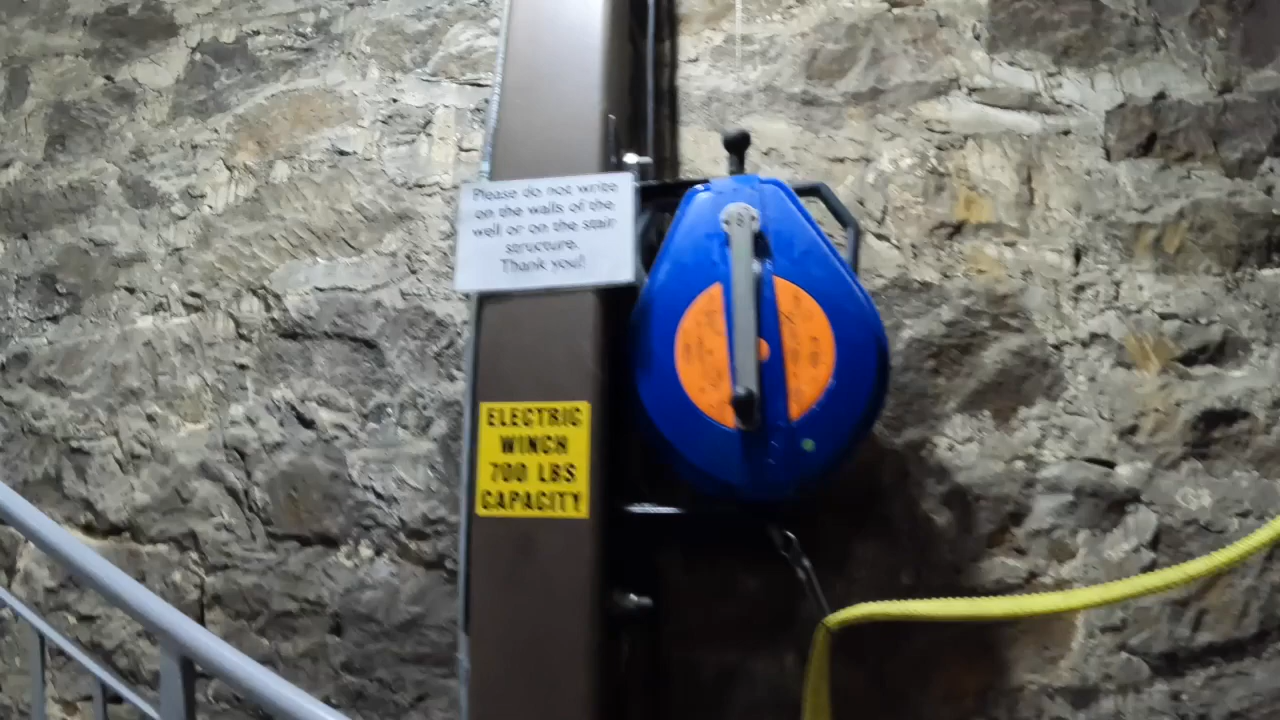 Please do not write
on the walls of the
well or on the stair
structure.
Thank you!
ELECTRIC
WINCH
700 LBS
CAPACITY